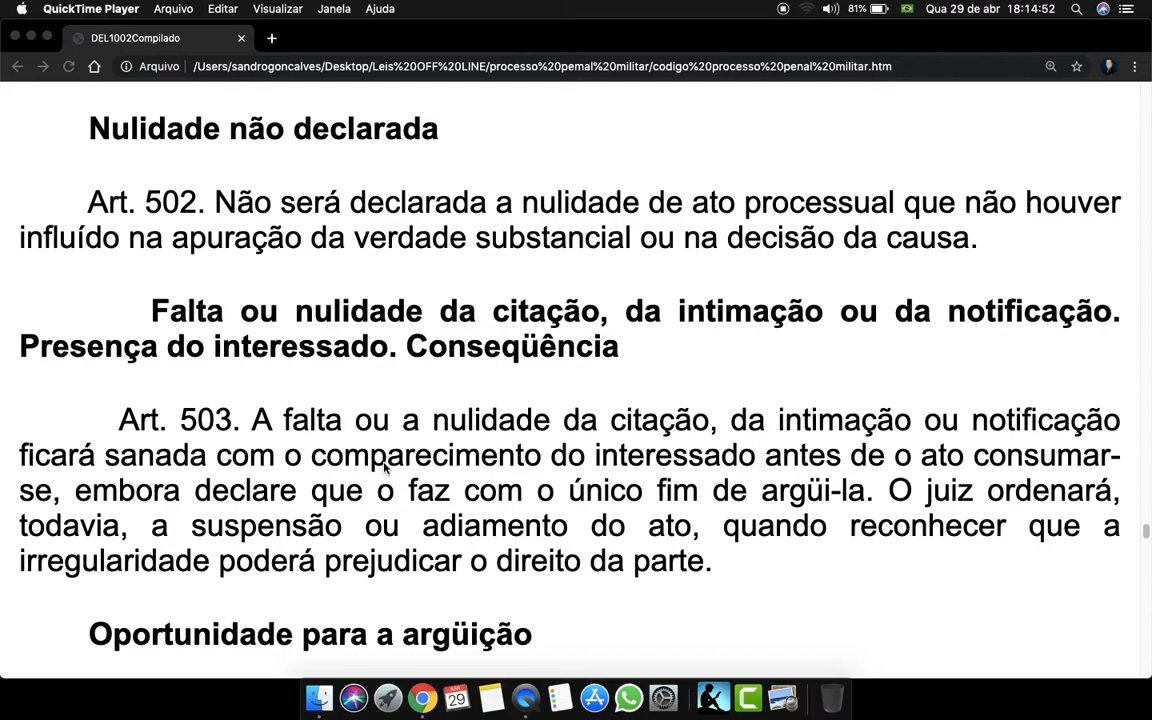 QuickTime Player Arquivo Editar Visualizar Janela Ajuda 81% Qua 29 de abr 18:14:52
DEL1002Compilado
Arquivo | /Users/sandrogoncalves/Desktop/Leis%20OFF%20LINE/processo%20pemal%20militar/codigo%20processo%20penal%20militar.htm
Nulidade não declarada
Art. 502. Não será declarada a nulidade de ato processual que não houver
influído na apuração da verdade substancial ou na decisão da causa.
Falta ou nulidade da citação, da intimação ou da notificação.
Presença do interessado. Conseqüência
Art. 503. A falta ou a nulidade da citação, da intimação ou notificação
ficará sanada com o comparecimento do interessado antes de o ato consumar-
se, embora declare que o faz com o único fim de argüi-la. O juiz ordenará,
todavia, a suspensão ou adiamento do ato, quando reconhecer que a
irregularidade poderá prejudicar o direito da parte.
Oportunidade para a argüição
ABR
29